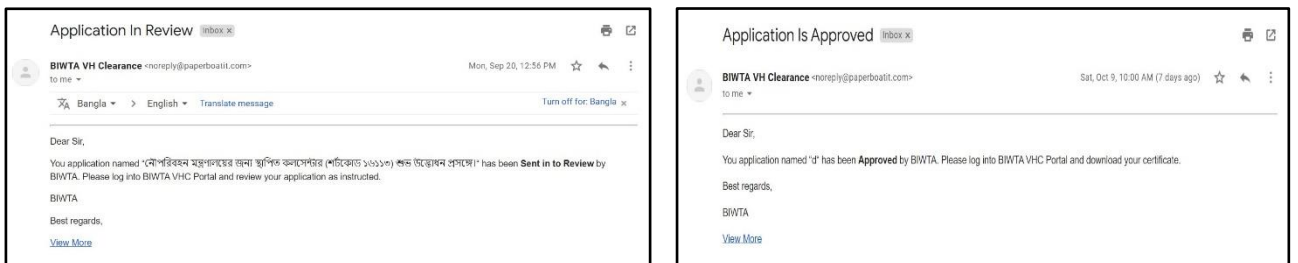 Application In Review Inbox x
BIWTA VH Clearance <noreply@paperboatit.com>
Mon, Sep 20, 12:56 PM
to me
Bangla > English Translate message
Turn off for: Bangla x
Dear Sir,
You application named "নৌপরিবহন মন্ত্রণালয়ের জন্য স্থাপিত কলসেন্টার (শর্টকোড ১৬১১৩) শুভ উদ্বোধন প্রসঙ্গে।" has been Sent in to Review by
BIWTA. Please log into BIWTA VHC Portal and review your application as instructed.
BIWTA
Best regards,
View More
Application Is Approved Inbox x
BIWTA VH Clearance <noreply@paperboatit.com>
Sat, Oct 9, 10:00 AM (7 days ago)
to me
Dear Sir,
You application named "d" has been Approved by BIWTA. Please log into BIWTA VHC Portal and download your certificate.
Best regards,
BIWTA
View More